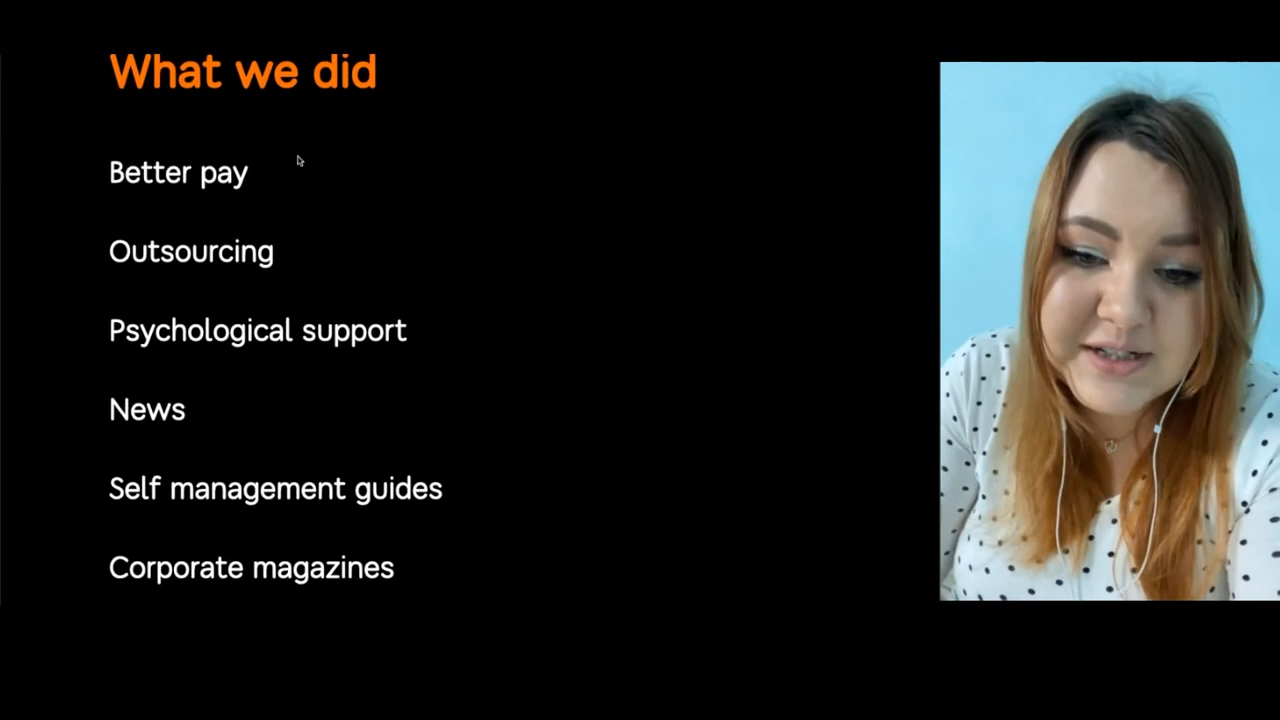 What we did
Better pay
Outsourcing
Psychological support
News
Self management guides
Corporate magazines